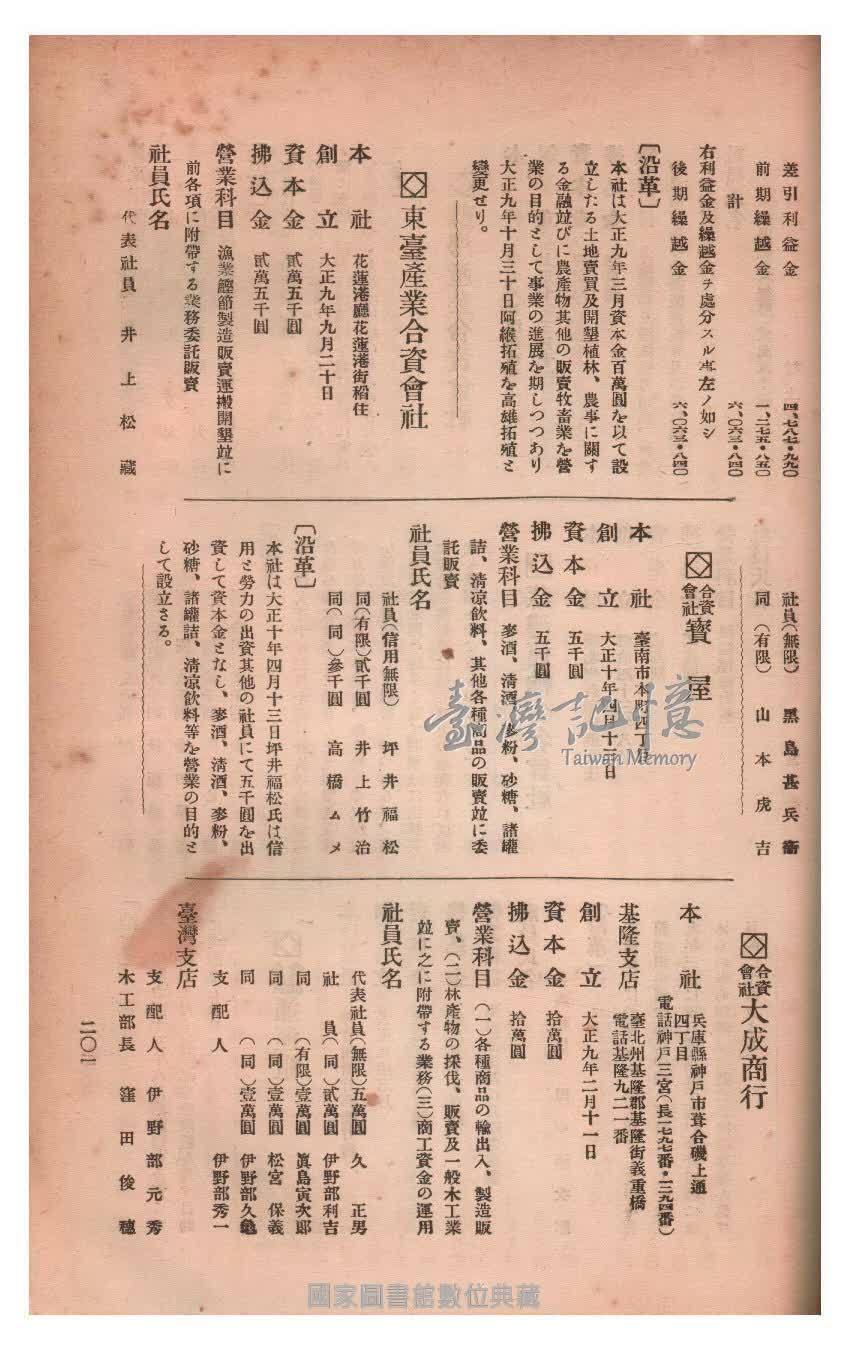 差引利益金　四、七八七・九九〇
前期繰越金　一、二七五・八五〇
計　六、〇六三・八四〇
右利益金及繰越金ヲ處分スル事左ノ如シ
後期繰越金　六、〇六三・八四〇
〔沿革〕
本社は大正九年三月資本金百萬圓を以て設
立したる土地賣買及開墾植林、農事に關す
る金融竝びに農產物其他の販賣牧畜業を營
業の目的として事業の進展を期しつつあり
大正九年十月三十日阿緱拓殖を高雄拓殖と
變更せり。
東臺產業合資會社
本社　花蓮港廳花蓮港街稻住
創立　大正九年九月二十日
資本金　貳萬五千圓
拂込金　貳萬五千圓
營業科目　漁業鰹節製造販賣運搬開墾竝に
前各項に附帶する業務委託販賣
社員氏名
代表社員　井上松藏
社員（無限）　黑島甚兵衞
同（有限）　山本虎吉
合資會社　寶屋
本社　臺南市本町四丁目
創立　大正十年四月十三日
資本金　五千圓
拂込金　五千圓
營業科目　麥酒、清酒、麥粉、砂糖、諸罐
詰、清凉飲料、其他各種商品の販賣竝に委
託販賣
社員氏名
社員（信用無限）　坪井福松
同（有限）貳千圓　井上竹治
同（同）參千圓　高橋ムメ
〔沿革〕
本社は大正十年四月十三日坪井福松氏は信
用と勞力の出資其他の社員にて五千圓を出
資して資本金となし、麥酒、清酒、麥粉、
砂糖、諸罐詰、清凉飲料等を營業の目的と
して設立さる。
合資會社　大成商行
本社　兵庫縣神戶市葺合磯上通
四丁目
電話神戶三宮（長一七九七番・三九四番）
基隆支店　臺北州基隆郡基隆街義重橋
電話基隆九二一番
創立　大正九年二月十一日
資本金　拾萬圓
拂込金　拾萬圓
營業科目　（一）各種商品の輸出入、製造販
賣、（二）林產物の採伐、販賣及一般木工業
竝に之に附帶する業務（三）商工資金の運用
社員氏名
代表社員（無限）五萬圓　久正男
社員（同）貳萬圓　伊野部利吉
同（有限）壹萬圓　眞島寅次郎
同（同）壹萬圓　松宮保義
同（同）壹萬圓　伊野部久龜
支配人　伊野部秀一
臺灣支店
支配人　伊野部元秀
木工部長　窪田俊穗
二〇三
臺灣記憶
Taiwan Memory
國家圖書館數位典藏